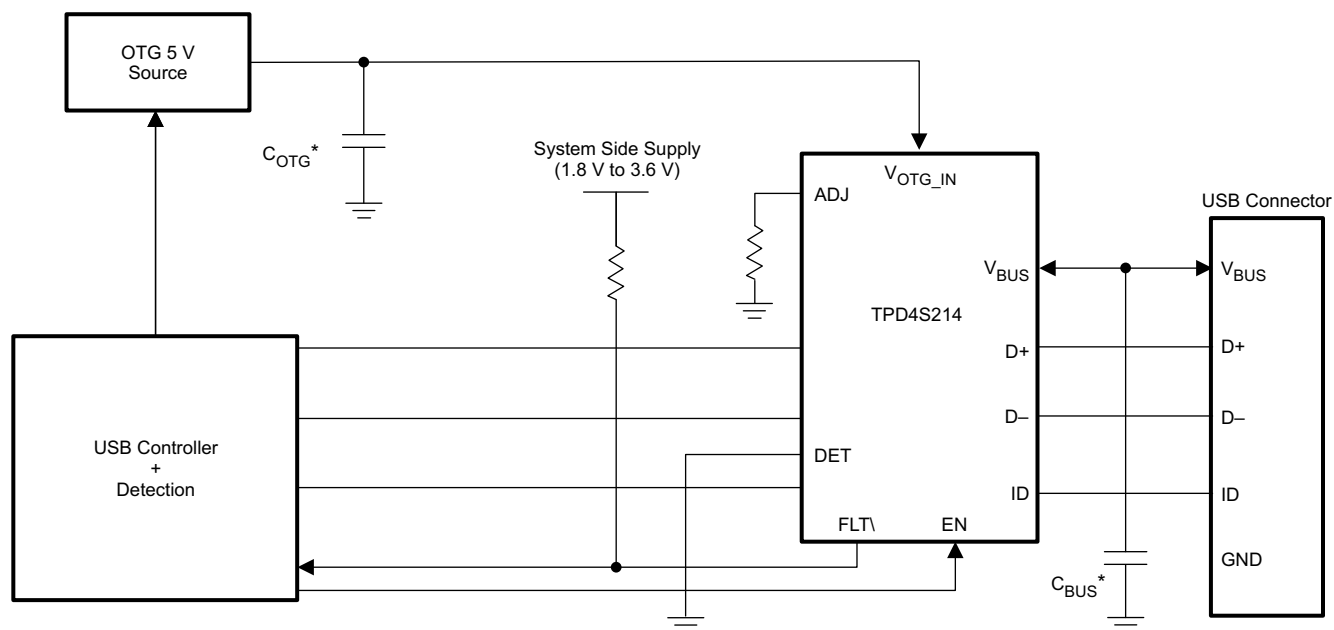 OTG 5 V
Source
C_OTG*
System Side Supply
(1.8 V to 3.6 V)
V_OTG_IN
ADJ
USB Connector
V_BUS
V_BUS
TPD4S214
D+
D+
D–
D–
USB Controller
+
Detection
DET
ID
ID
FLT\
EN
GND
C_BUS*